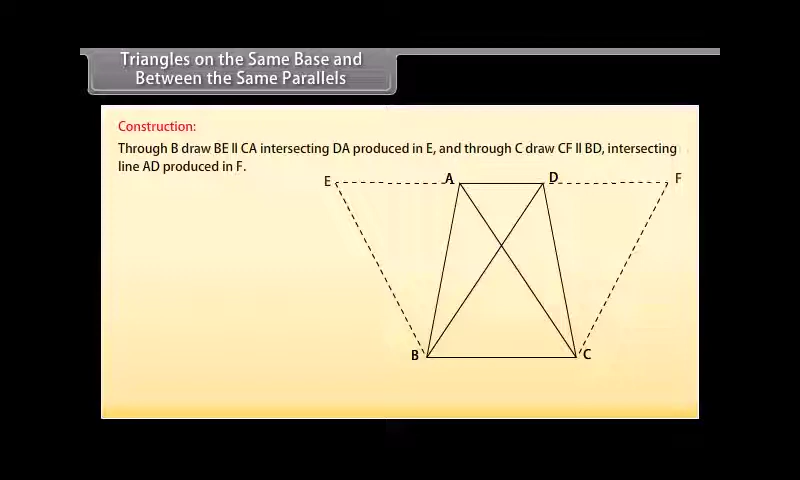 Triangles on the Same Base and
Between the Same Parallels
Construction:
Through B draw BE ll CA intersecting DA produced in E, and through C draw CF ll BD, intersecting
line AD produced in F.
E A D F
B C